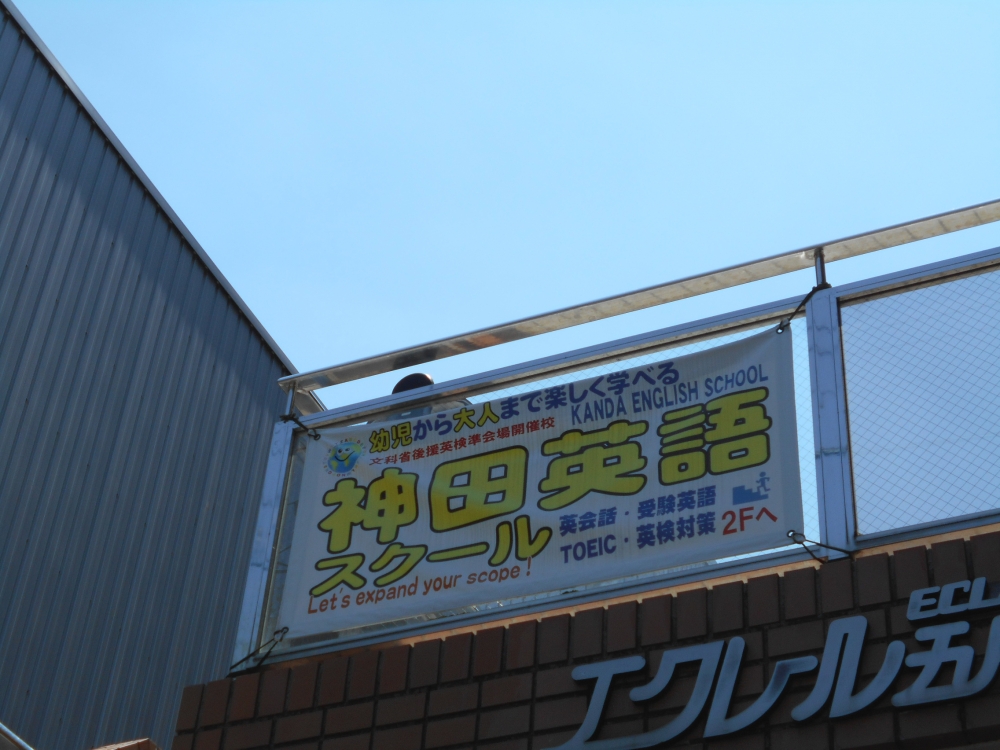 幼児から大人まで楽しく学べる
文科省後援英検準会場開催校
KANDA ENGLISH SCHOOL
神田英語
スクール
英会話・受験英語
TOEIC・英検対策
2Fへ
Let's expand your scope!
ECL
エクレール五